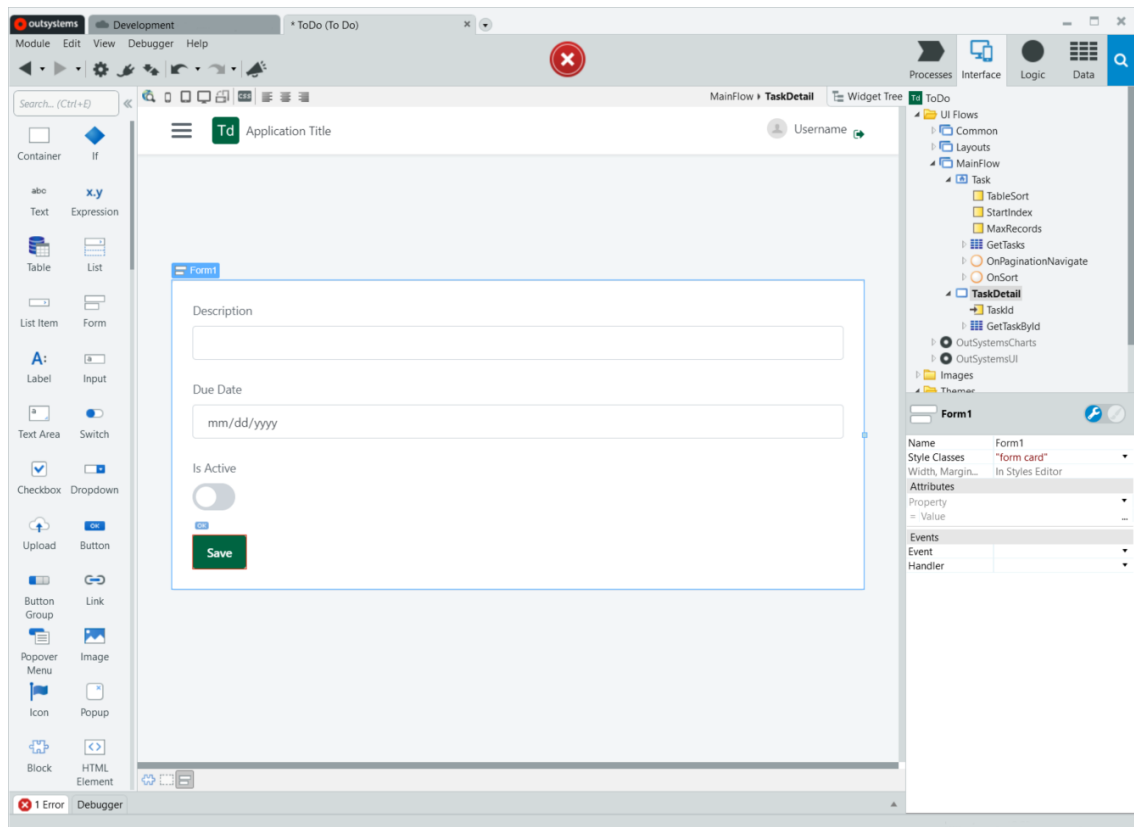 outsystems
Development
* ToDo (To Do)
Module Edit View Debugger Help
Processes Interface Logic Data
Search... (Ctrl+E)
MainFlow TaskDetail Widget Tree
Container If
abc x.y
Text Expression
Table List
List Item Form
A: a
Label Input
a
Text Area Switch
Checkbox Dropdown
OK
Upload Button
Button Group Link
Popover Menu Image
Icon Popup
Block HTML Element
CSS
Td Application Title
Username
Form1
Description
Due Date
mm/dd/yyyy
Is Active
OK
Save
Td ToDo
UI Flows
Common
Layouts
MainFlow
Task
TableSort
StartIndex
MaxRecords
GetTasks
OnPaginationNavigate
OnSort
TaskDetail
TaskId
GetTaskById
OutSystemsCharts
OutSystemsUI
Images
Themes
Form1
Name Form1
Style Classes "form card"
Width, Margin... In Styles Editor
Attributes
Property
= Value ...
Events
Event
Handler
1 Error Debugger